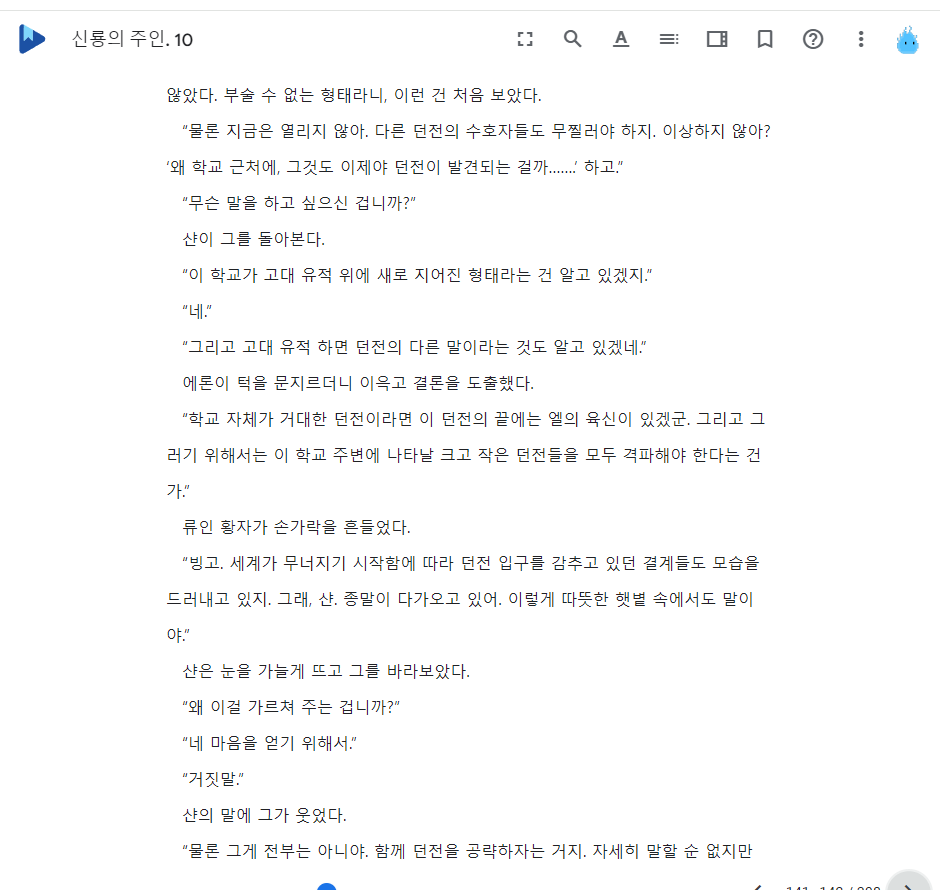 신룡의 주인. 10
않았다. 부술 수 없는 형태라니, 이런 건 처음 보았다.
“물론 지금은 열리지 않아. 다른 던전의 수호자들도 무찔러야 하지. 이상하지 않아?
‘왜 학교 근처에, 그것도 이제야 던전이 발견되는 걸까…….’ 하고.”
“무슨 말을 하고 싶으신 겁니까?”
샨이 그를 돌아본다.
“이 학교가 고대 유적 위에 새로 지어진 형태라는 건 알고 있겠지.”
“네.”
“그리고 고대 유적 하면 던전의 다른 말이라는 것도 알고 있겠네.”
에론이 턱을 문지르더니 이윽고 결론을 도출했다.
“학교 자체가 거대한 던전이라면 이 던전의 끝에는 엘의 육신이 있겠군. 그리고 그
러기 위해서는 이 학교 주변에 나타날 크고 작은 던전들을 모두 격파해야 한다는 건
가.”
류인 황자가 손가락을 흔들었다.
“빙고. 세계가 무너지기 시작함에 따라 던전 입구를 감추고 있던 결계들도 모습을
드러내고 있지. 그래, 샨. 종말이 다가오고 있어. 이렇게 따뜻한 햇볕 속에서도 말이
야.”
샨은 눈을 가늘게 뜨고 그를 바라보았다.
“왜 이걸 가르쳐 주는 겁니까?”
“네 마음을 얻기 위해서.”
“거짓말.”
샨의 말에 그가 웃었다.
“물론 그게 전부는 아니야. 함께 던전을 공략하자는 거지. 자세히 말할 순 없지만